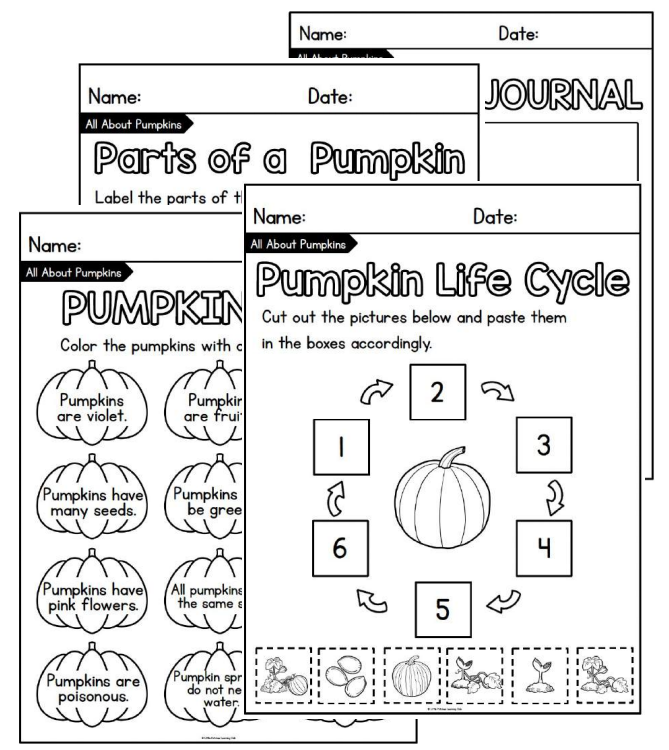 Name:
Date:
All About Pumpkins
JOURNAL
Name:
Date:
All About Pumpkins
Parts of a Pumpkin
Label the parts of
Name:
All About Pumpkins
PUMPKIN
Color the pumpkins with
Pumpkins
are violet.
are
Pumpkins have
many seeds.
Pumpkins
be
Pumpkins have
pink flowers.
All pumpkins
the same
Pumpkins are
poisonous.
Pumpkin
do not
water.
Name:
Date:
All About Pumpkins
Pumpkin Life Cycle
Cut out the pictures below and paste them
in the boxes accordingly.
2
1
3
6
4
5